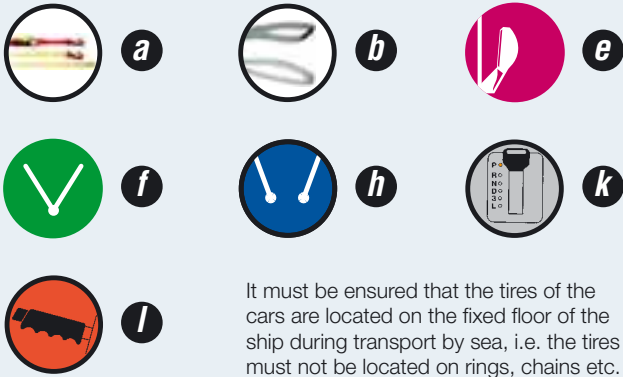 a
b
e
f
h
P
R
N
D
3
L
k
l
It must be ensured that the tires of the
cars are located on the fixed floor of the
ship during transport by sea, i.e. the tires
must not be located on rings, chains etc.